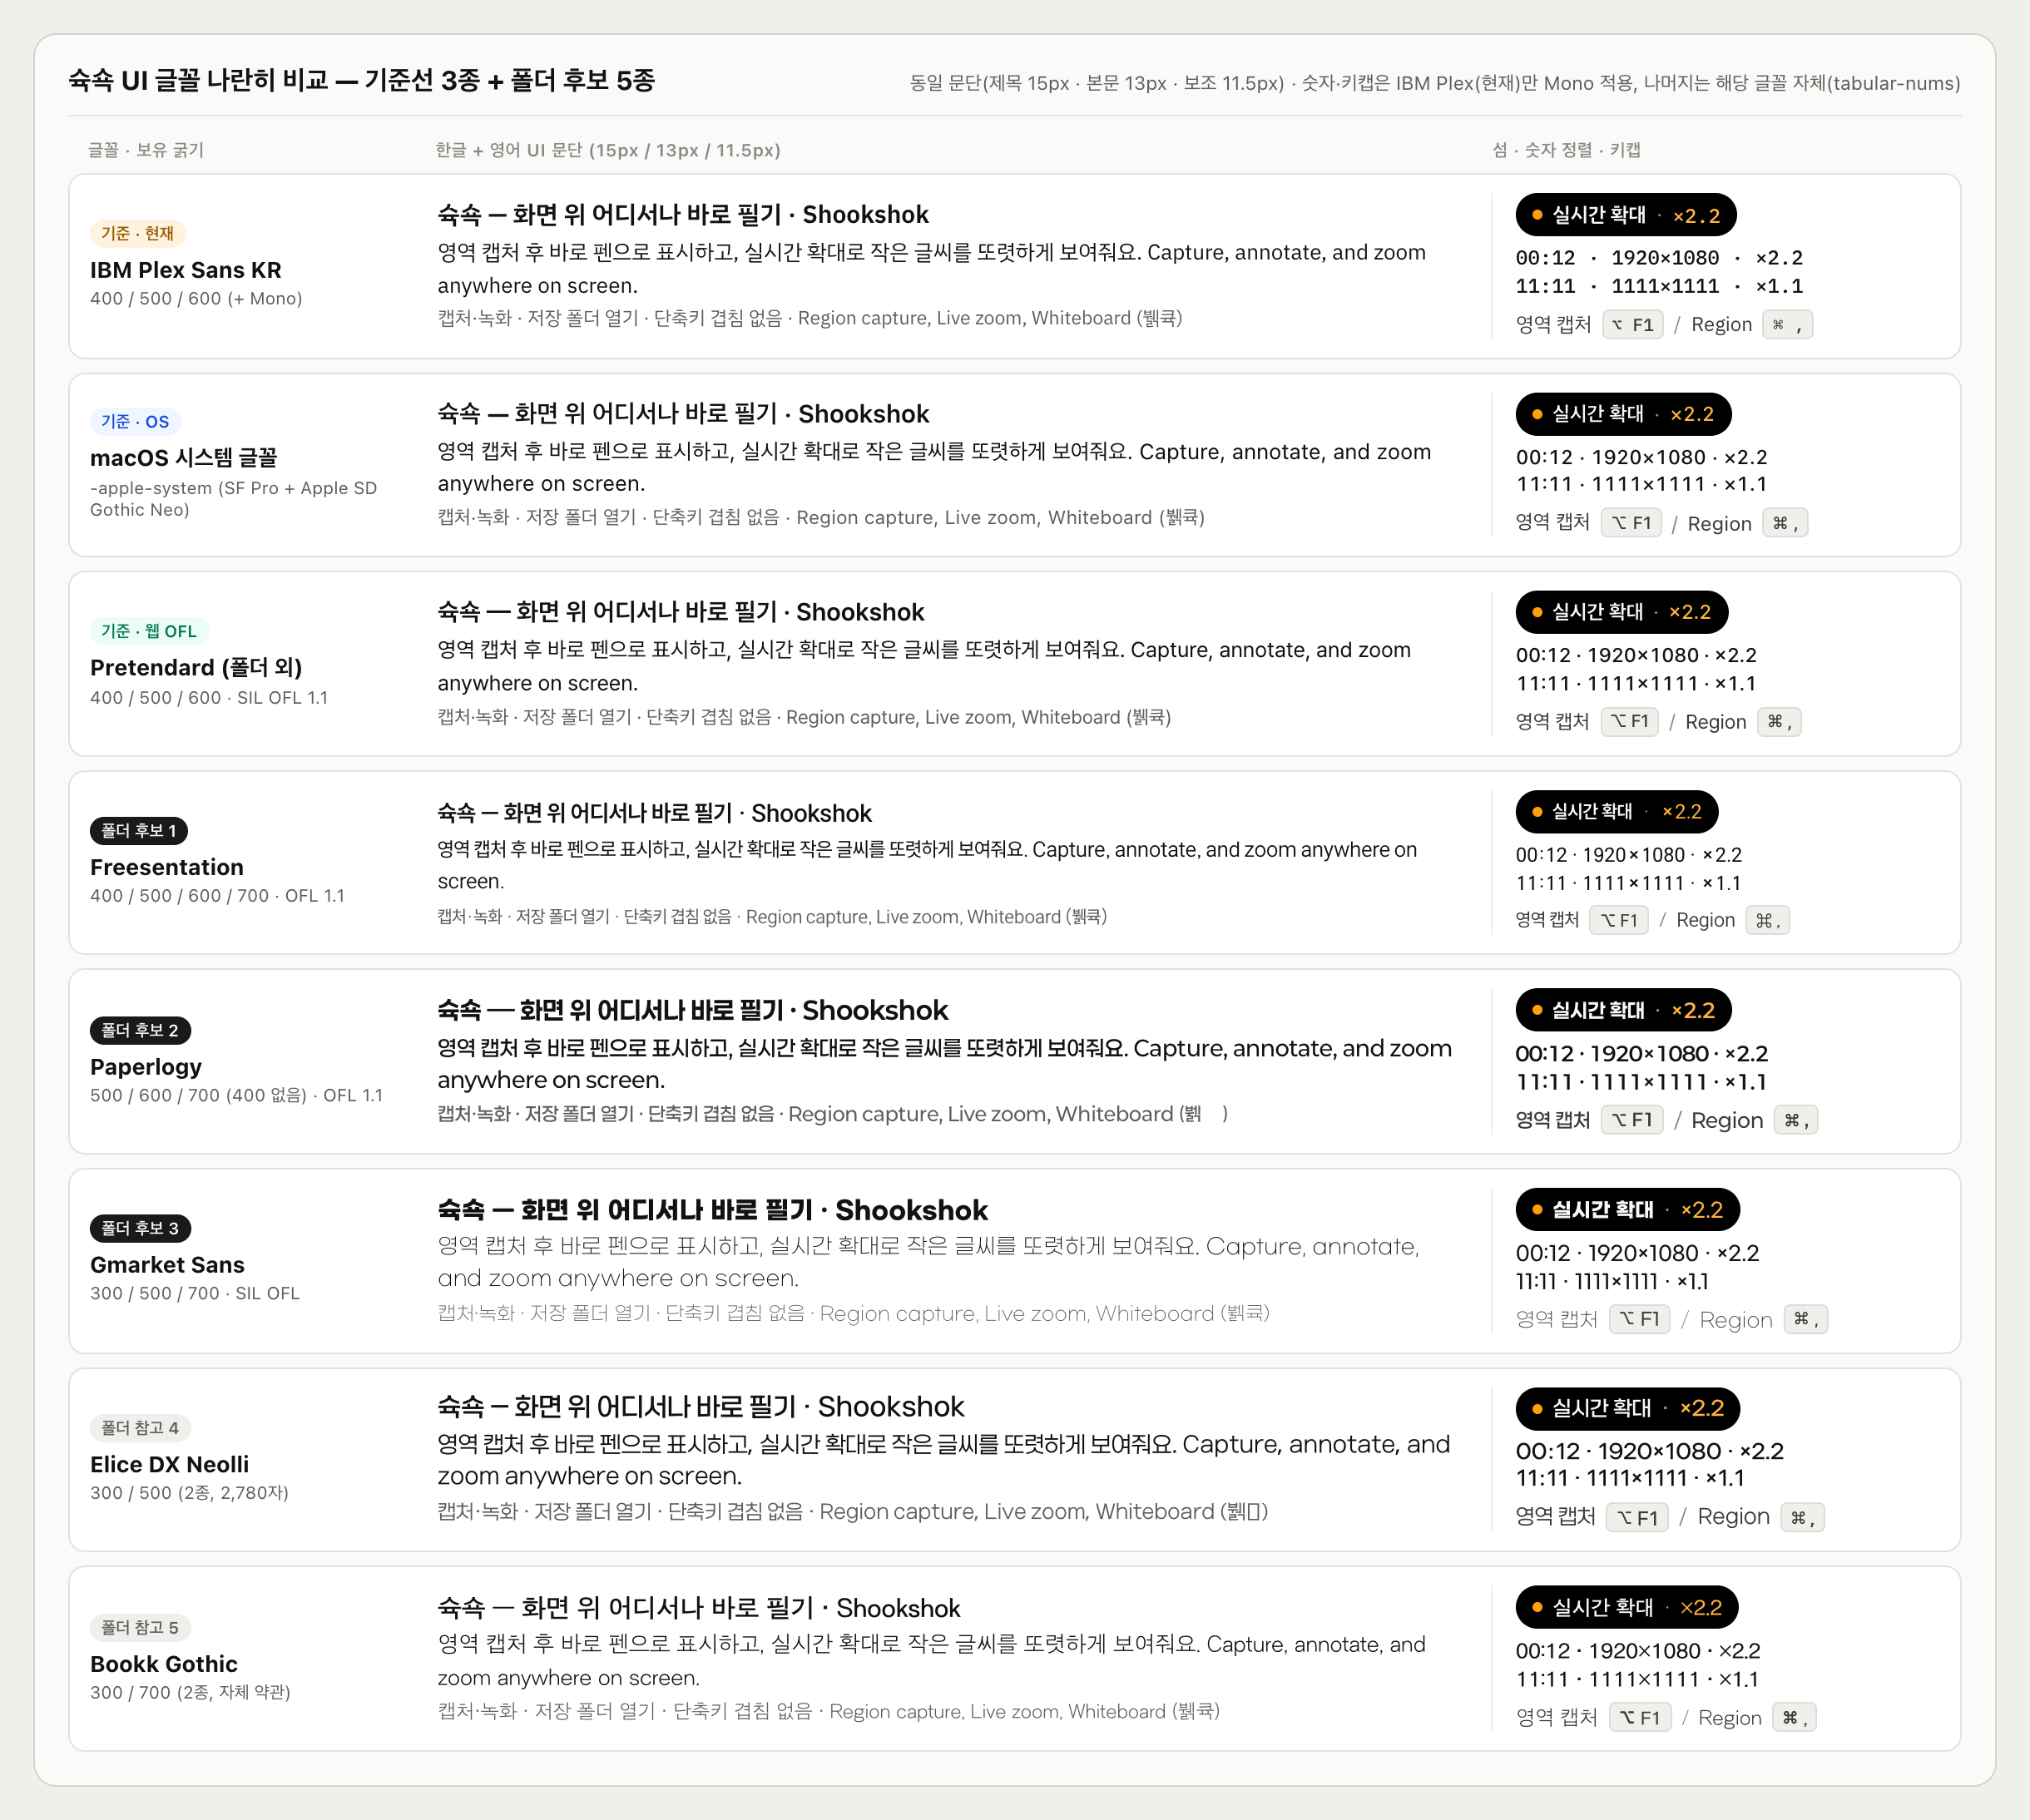 슉슉 UI 글꼴 나란히 비교 — 기준선 3종 + 폴더 후보 5종
동일 문단(제목 15px · 본문 13px · 보조 11.5px) · 숫자·키캡은 IBM Plex(현재)만 Mono 적용, 나머지는 해당 글꼴 자체(tabular-nums)
글꼴 · 보유 굵기
한글 + 영어 UI 문단 (15px / 13px / 11.5px)
섬 · 숫자 정렬 · 키캡
기준 · 현재
IBM Plex Sans KR
400 / 500 / 600 (+ Mono)
슉쇽 — 화면 위 어디서나 바로 필기 · Shookshok
영역 캡처 후 바로 펜으로 표시하고, 실시간 확대로 작은 글씨를 또렷하게 보여줘요. Capture, annotate, and zoom
anywhere on screen.
캡처·녹화 · 저장 폴더 열기 · 단축키 겹침 없음 · Region capture, Live zoom, Whiteboard (뷁큑)
실시간 확대 · ×2.2
00:12 · 1920×1080 · ×2.2
11:11 · 1111×1111 · ×1.1
영역 캡처 ⌥ F1 / Region ⌘ ,
기준 · OS
macOS 시스템 글꼴
-apple-system (SF Pro + Apple SD
Gothic Neo)
슉쇽 — 화면 위 어디서나 바로 필기 · Shookshok
영역 캡처 후 바로 펜으로 표시하고, 실시간 확대로 작은 글씨를 또렷하게 보여줘요. Capture, annotate, and zoom
anywhere on screen.
캡처·녹화 · 저장 폴더 열기 · 단축키 겹침 없음 · Region capture, Live zoom, Whiteboard (뷁큑)
실시간 확대 · ×2.2
00:12 · 1920×1080 · ×2.2
11:11 · 1111×1111 · ×1.1
영역 캡처 ⌥ F1 / Region ⌘ ,
기준 · 웹 OFL
Pretendard (폴더 외)
400 / 500 / 600 · SIL OFL 1.1
슉쇽 — 화면 위 어디서나 바로 필기 · Shookshok
영역 캡처 후 바로 펜으로 표시하고, 실시간 확대로 작은 글씨를 또렷하게 보여줘요. Capture, annotate, and zoom
anywhere on screen.
캡처·녹화 · 저장 폴더 열기 · 단축키 겹침 없음 · Region capture, Live zoom, Whiteboard (뷁큑)
실시간 확대 · ×2.2
00:12 · 1920×1080 · ×2.2
11:11 · 1111×1111 · ×1.1
영역 캡처 ⌥ F1 / Region ⌘ ,
폴더 후보 1
Freesentation
400 / 500 / 600 / 700 · OFL 1.1
슉쇽 — 화면 위 어디서나 바로 필기 · Shookshok
영역 캡처 후 바로 펜으로 표시하고, 실시간 확대로 작은 글씨를 또렷하게 보여줘요. Capture, annotate, and zoom anywhere on
screen.
캡처·녹화 · 저장 폴더 열기 · 단축키 겹침 없음 · Region capture, Live zoom, Whiteboard (뷁큑)
실시간 확대 · ×2.2
00:12 · 1920×1080 · ×2.2
11:11 · 1111×1111 · ×1.1
영역 캡처 ⌥ F1 / Region ⌘ ,
폴더 후보 2
Paperlogy
500 / 600 / 700 (400 없음) · OFL 1.1
슉쇽 — 화면 위 어디서나 바로 필기 · Shookshok
영역 캡처 후 바로 펜으로 표시하고, 실시간 확대로 작은 글씨를 또렷하게 보여줘요. Capture, annotate, and zoom
anywhere on screen.
캡처·녹화 · 저장 폴더 열기 · 단축키 겹침 없음 · Region capture, Live zoom, Whiteboard (뷁 )
실시간 확대 · ×2.2
00:12 · 1920×1080 · ×2.2
11:11 · 1111×1111 · ×1.1
영역 캡처 ⌥ F1 / Region ⌘ ,
폴더 후보 3
Gmarket Sans
300 / 500 / 700 · SIL OFL
슉쇽 — 화면 위 어디서나 바로 필기 · Shookshok
영역 캡처 후 바로 펜으로 표시하고, 실시간 확대로 작은 글씨를 또렷하게 보여줘요. Capture, annotate,
and zoom anywhere on screen.
캡처·녹화 · 저장 폴더 열기 · 단축키 겹침 없음 · Region capture, Live zoom, Whiteboard (뷁큑)
실시간 확대 · ×2.2
00:12 · 1920×1080 · ×2.2
11:11 · 1111×1111 · ×1.1
영역 캡처 ⌥ F1 / Region ⌘ ,
폴더 참고 4
Elice DX Neolli
300 / 500 (2종, 2,780자)
슉쇽 — 화면 위 어디서나 바로 필기 · Shookshok
영역 캡처 후 바로 펜으로 표시하고, 실시간 확대로 작은 글씨를 또렷하게 보여줘요. Capture, annotate, and
zoom anywhere on screen.
캡처·녹화 · 저장 폴더 열기 · 단축키 겹침 없음 · Region capture, Live zoom, Whiteboard (뷁▯)
실시간 확대 · ×2.2
00:12 · 1920×1080 · ×2.2
11:11 · 1111×1111 · ×1.1
영역 캡처 ⌥ F1 / Region ⌘ ,
폴더 참고 5
Bookk Gothic
300 / 700 (2종, 자체 약관)
슉쇽 — 화면 위 어디서나 바로 필기 · Shookshok
영역 캡처 후 바로 펜으로 표시하고, 실시간 확대로 작은 글씨를 또렷하게 보여줘요. Capture, annotate, and
zoom anywhere on screen.
캡처·녹화 · 저장 폴더 열기 · 단축키 겹침 없음 · Region capture, Live zoom, Whiteboard (뷁큑)
실시간 확대 · ×2.2
00:12 · 1920×1080 · ×2.2
11:11 · 1111×1111 · ×1.1
영역 캡처 ⌥ F1 / Region ⌘ ,